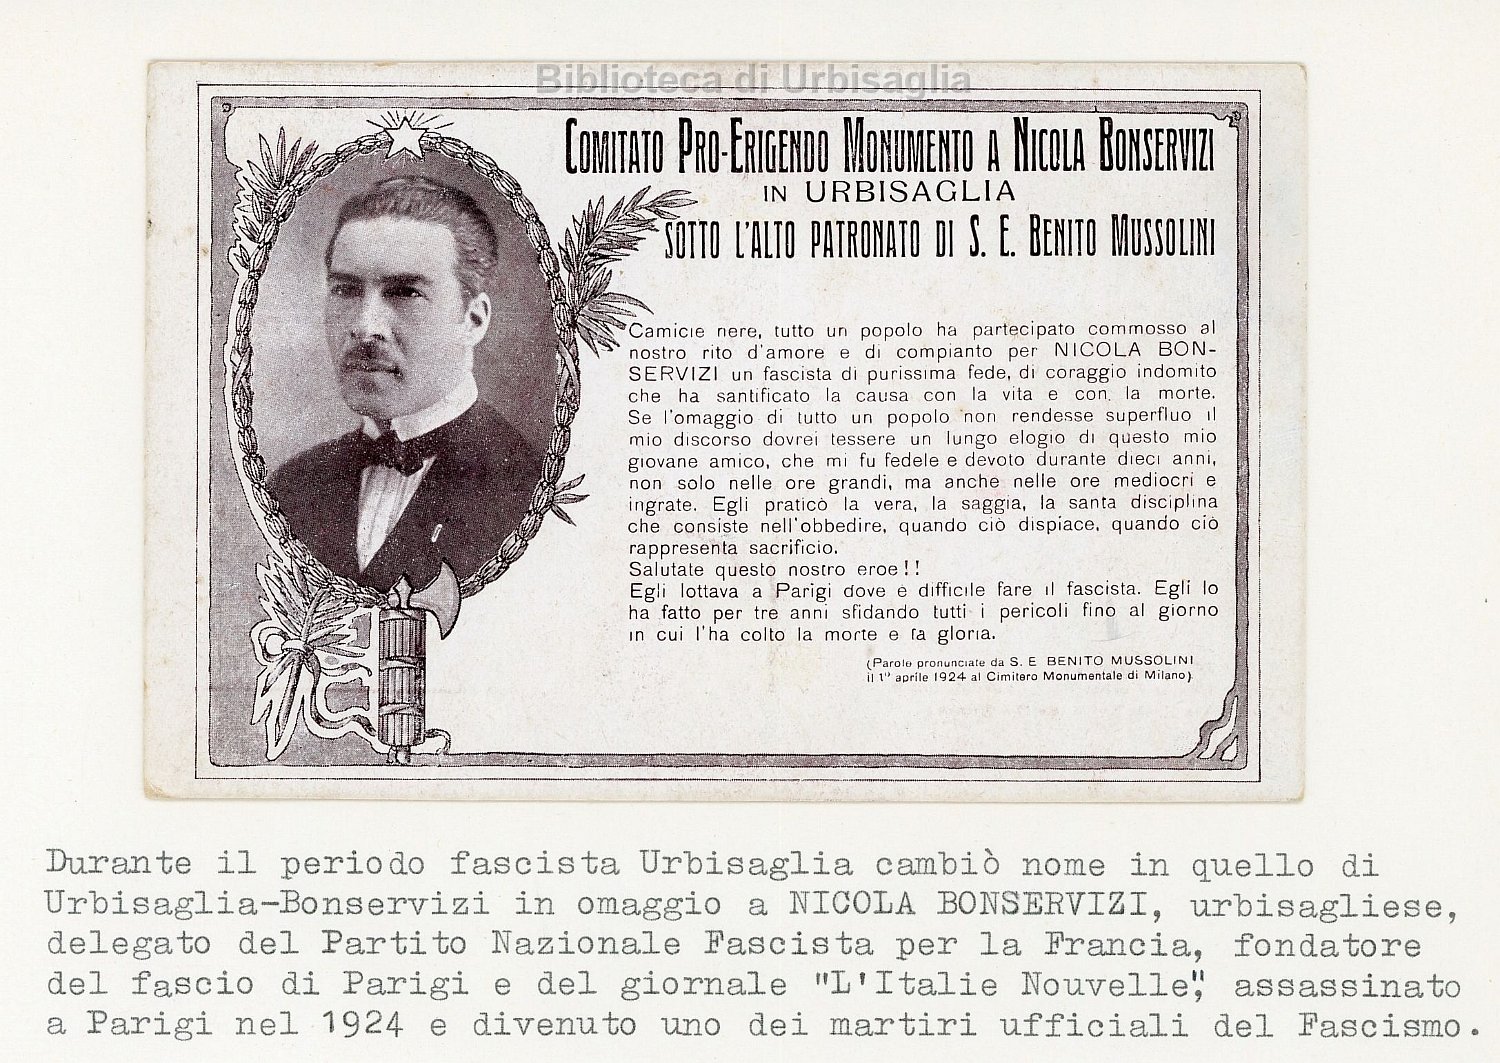 Biblioteca di Urbisaglia
COMITATO PRO-ERIGENDO MONUMENTO A NICOLA BONSERVIZI
IN URBISAGLIA
SOTTO L'ALTO PATRONATO DI S. E. BENITO MUSSOLINI
Camicie nere, tutto un popolo ha partecipato commosso al
nostro rito d'amore e di compianto per NICOLA BON-
SERVIZI un fascista di purissima fede, di coraggio indomito
che ha santificato la causa con la vita e con la morte.
Se l'omaggio di tutto un popolo non rendesse superfluo il
mio discorso dovrei tessere un lungo elogio di questo mio
giovane amico, che mi fu fedele e devoto durante dieci anni,
non solo nelle ore grandi, ma anche nelle ore mediocri e
ingrate. Egli praticò la vera, la saggia, la santa disciplina
che consiste nell'obbedire, quando ciò dispiace, quando ciò
rappresenta sacrificio.
Salutate questo nostro eroe!!
Egli lottava a Parigi dove e difficile fare il fascista. Egli lo
ha fatto per tre anni sfidando tutti i pericoli fino al giorno
in cui l'ha colto la morte e la gloria.
(Parole pronunciate da S. E BENITO MUSSOLINI
il 1° aprile 1924 al Cimitero Monumentale di Milano).
Durante il periodo fascista Urbisaglia cambiò nome in quello di
Urbisaglia-Bonservizi in omaggio a NICOLA BONSERVIZI, urbisagliese,
delegato del Partito Nazionale Fascista per la Francia, fondatore
del fascio di Parigi e del giornale "L'Italie Nouvelle", assassinato
a Parigi nel 1924 e divenuto uno dei martiri ufficiali del Fascismo.